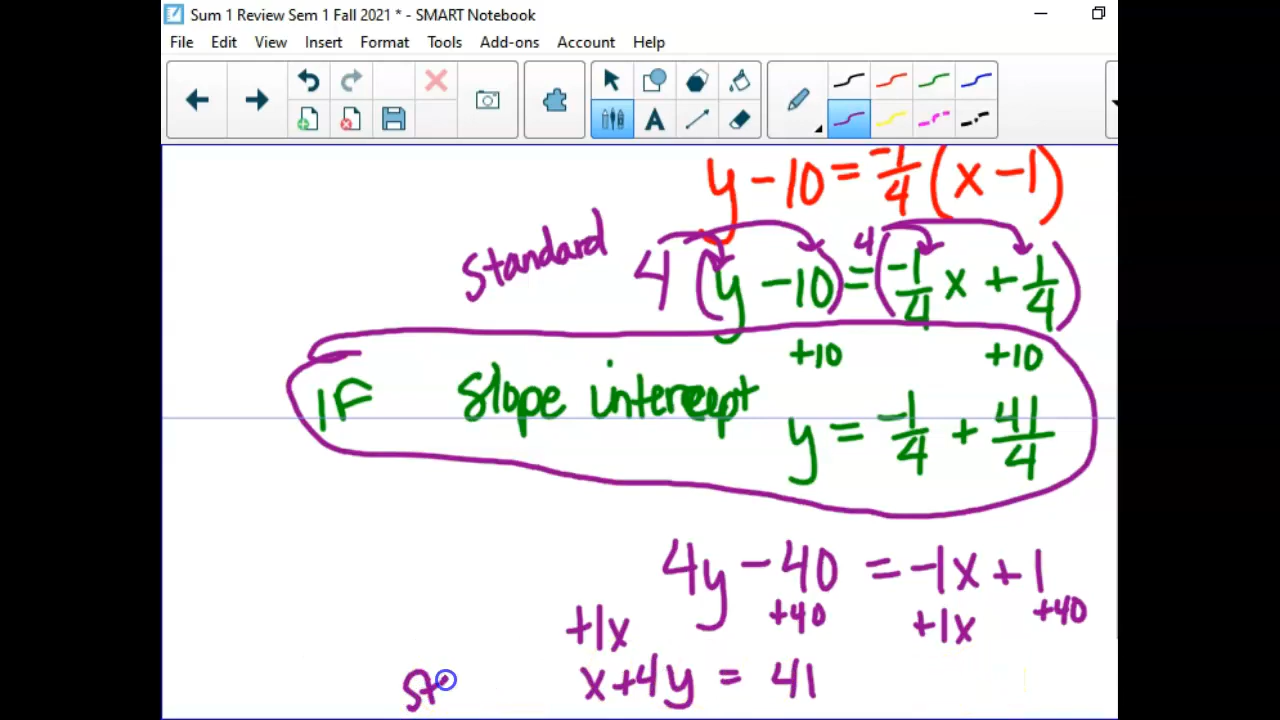 Sum 1 Review Sem 1 Fall 2021 * - SMART Notebook
File Edit View Insert Format Tools Add-ons Account Help
y - 10 = -1/4 (x - 1)
standard
4 (y - 10) = 4 (-1/4 x + 1/4)
+10 +10
IF slope intercept
y = -1/4 + 41/4
4y - 40 = -1x + 1
+1x +40 +1x +40
x + 4y = 41
st